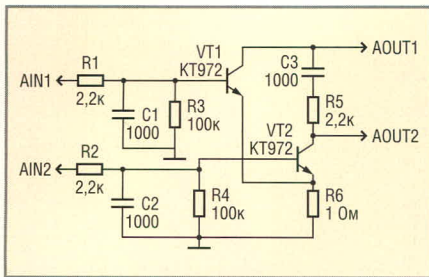 VT1
KT972
AOUT1
C3
1000
R1
AIN1
2,2к
C1
1000
R3
100к
R5
2,2к
VT2
KT972
AOUT2
R2
AIN2
2,2к
C2
1000
R4
100к
R6
1 Ом